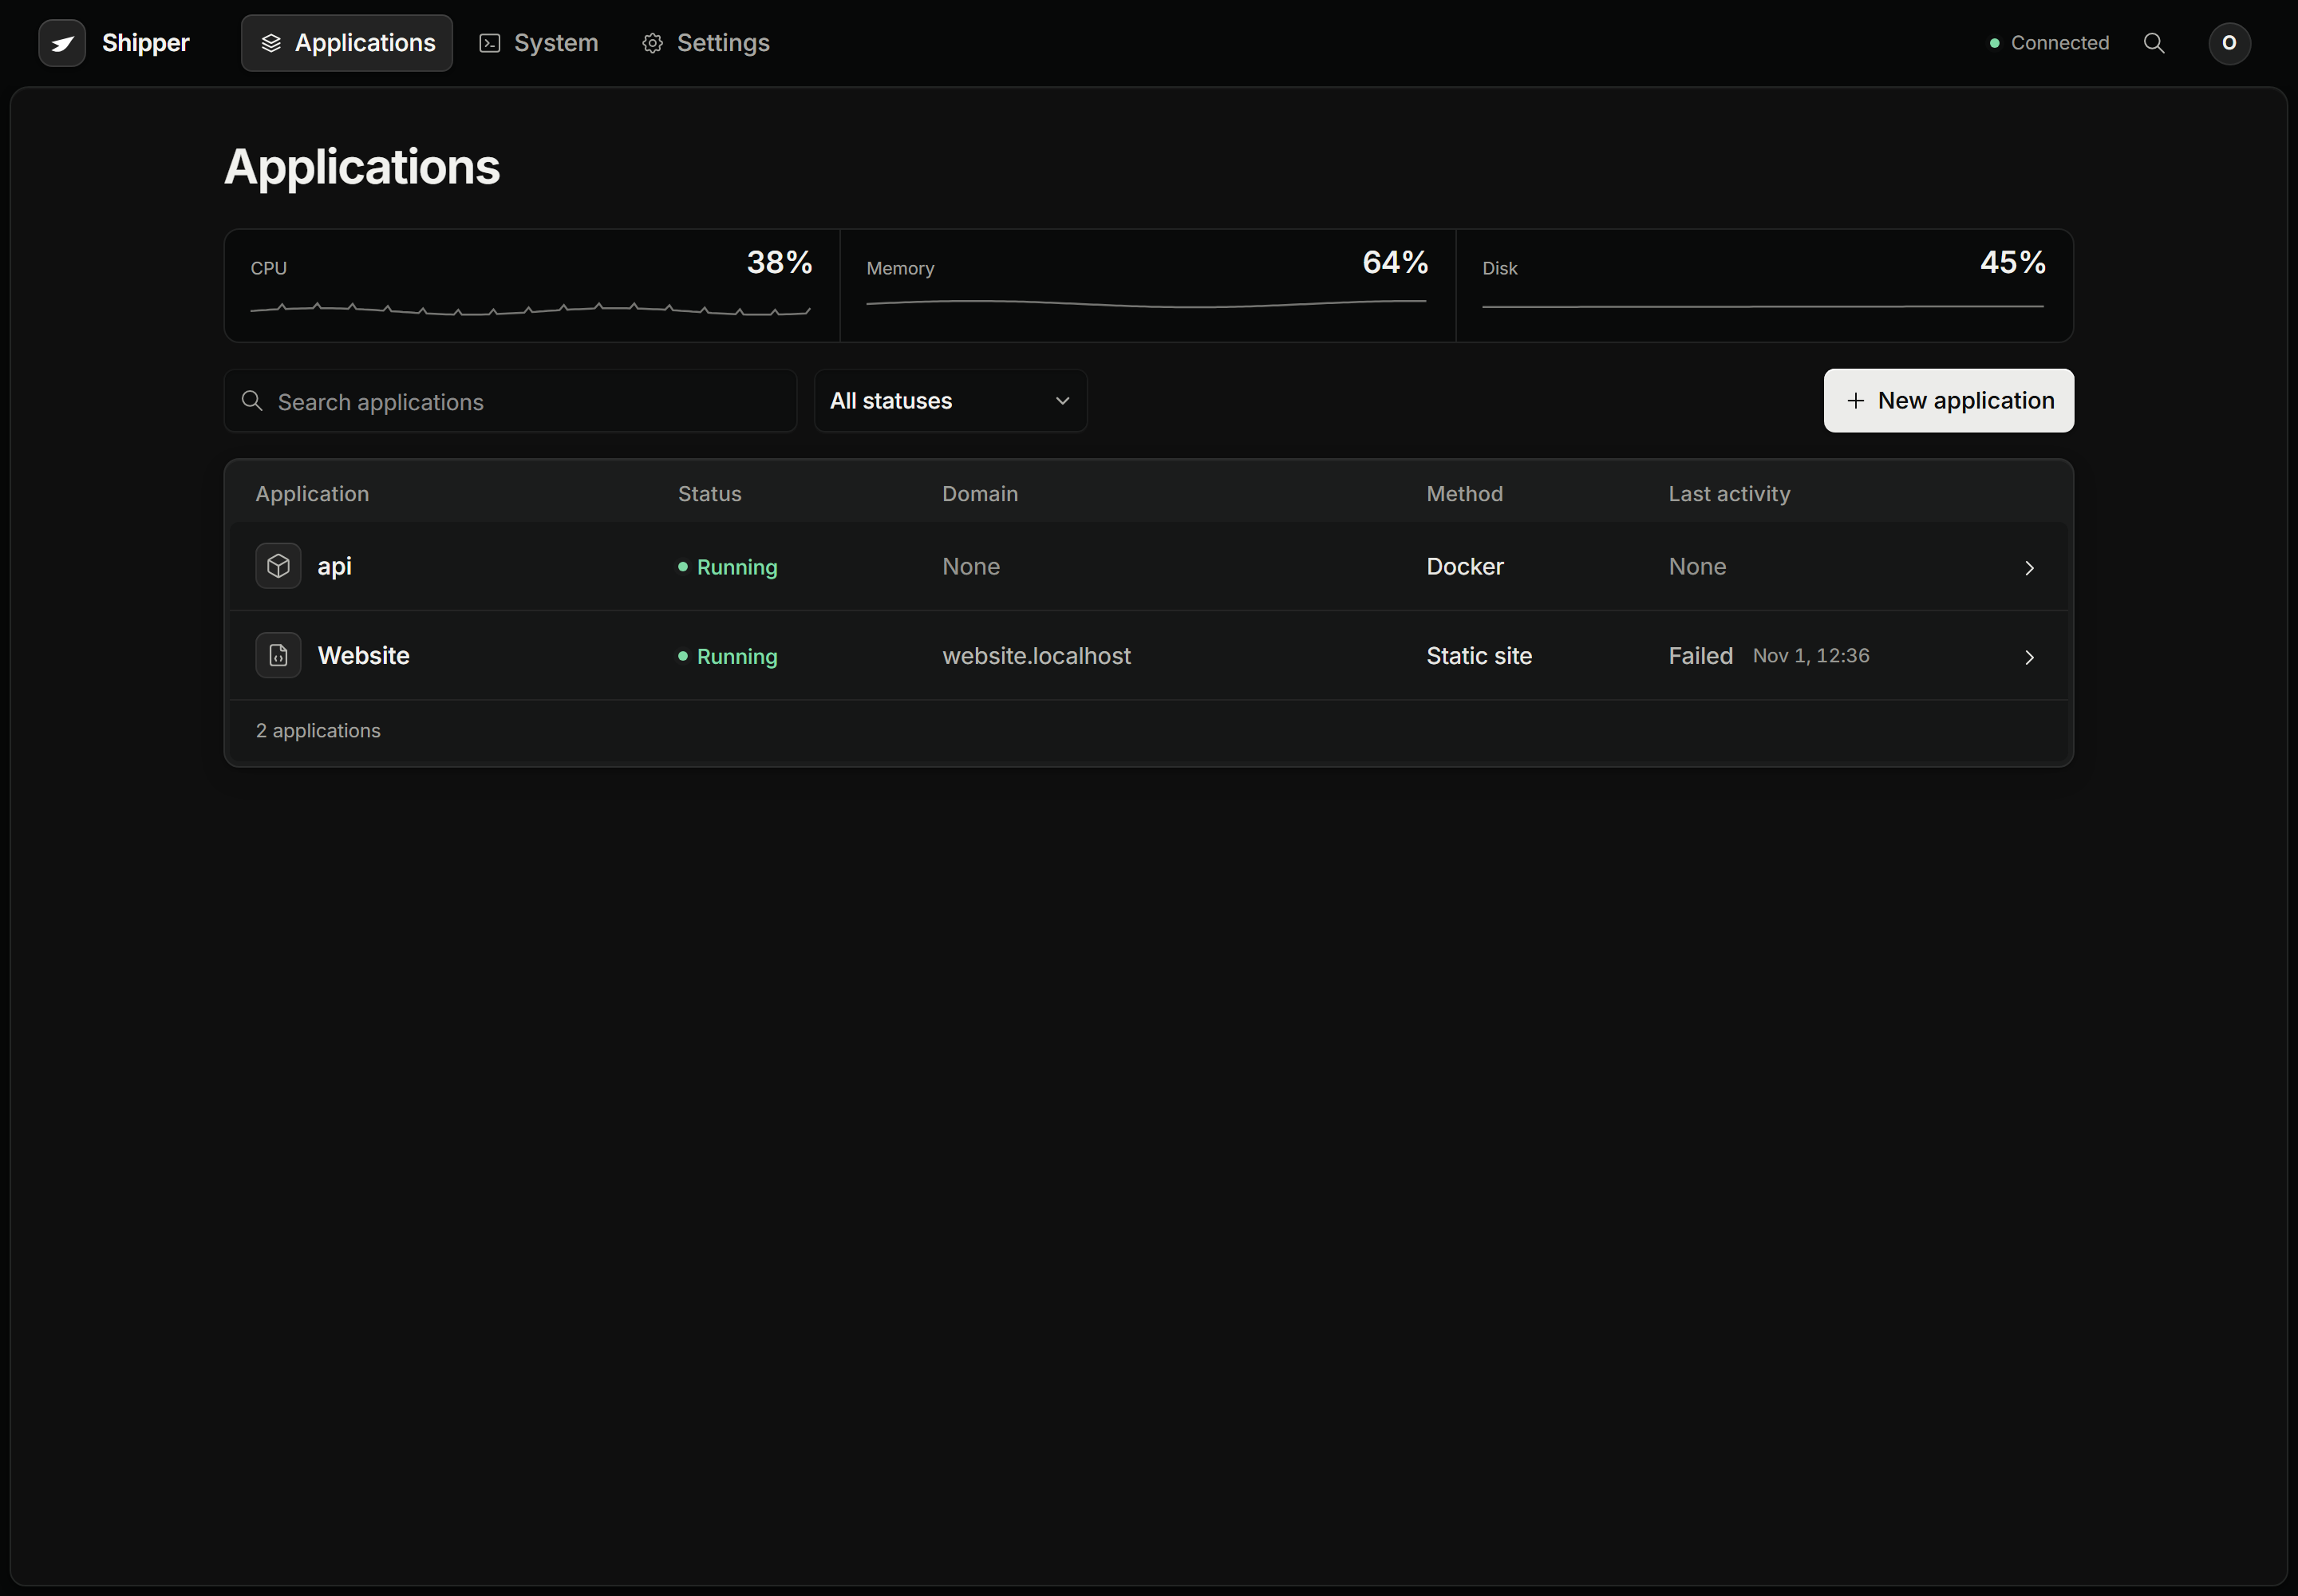 Shipper Applications System Settings Connected O
Applications
CPU 38% Memory 64% Disk 45%
Search applications All statuses New application
Application Status Domain Method Last activity
api Running None Docker None
Website Running website.localhost Static site Failed Nov 1, 12:36
2 applications